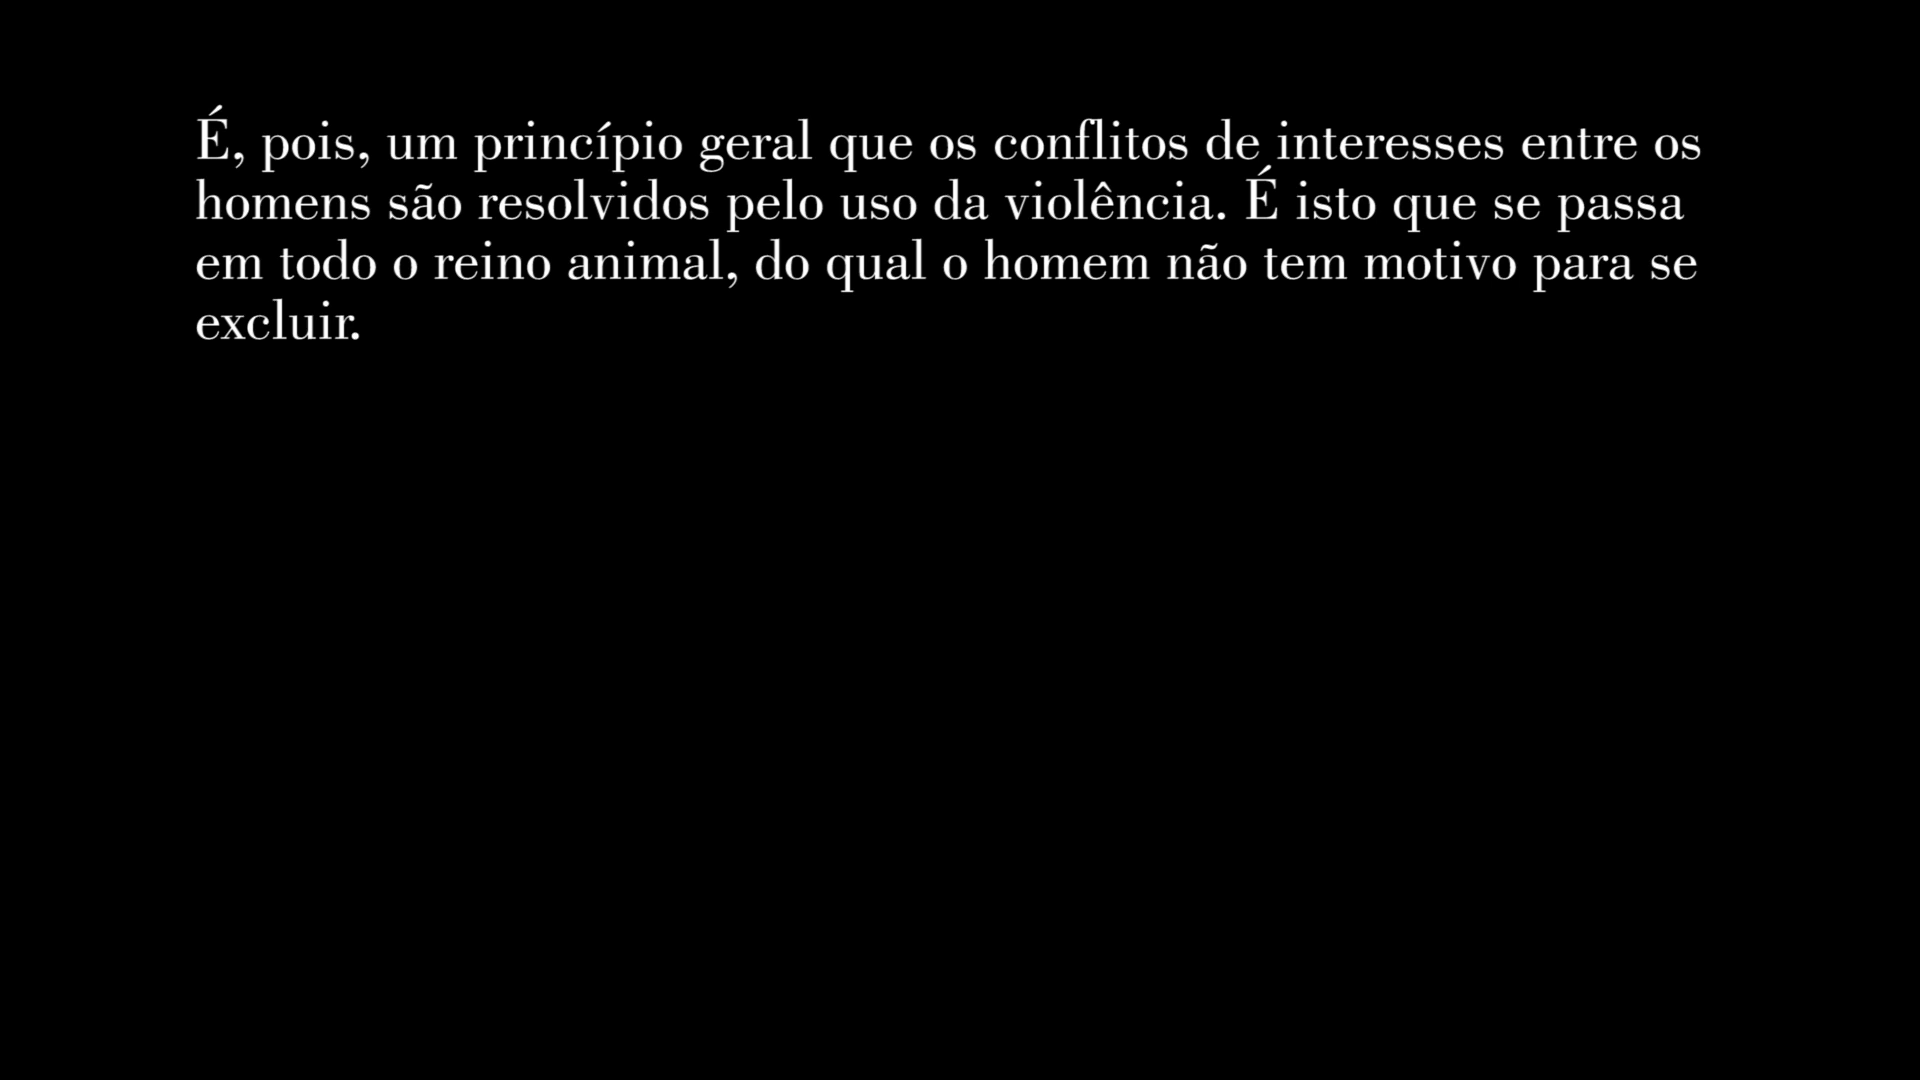 É, pois, um princípio geral que os conflitos de interesses entre os
homens são resolvidos pelo uso da violência. É isto que se passa
em todo o reino animal, do qual o homem não tem motivo para se
excluir.